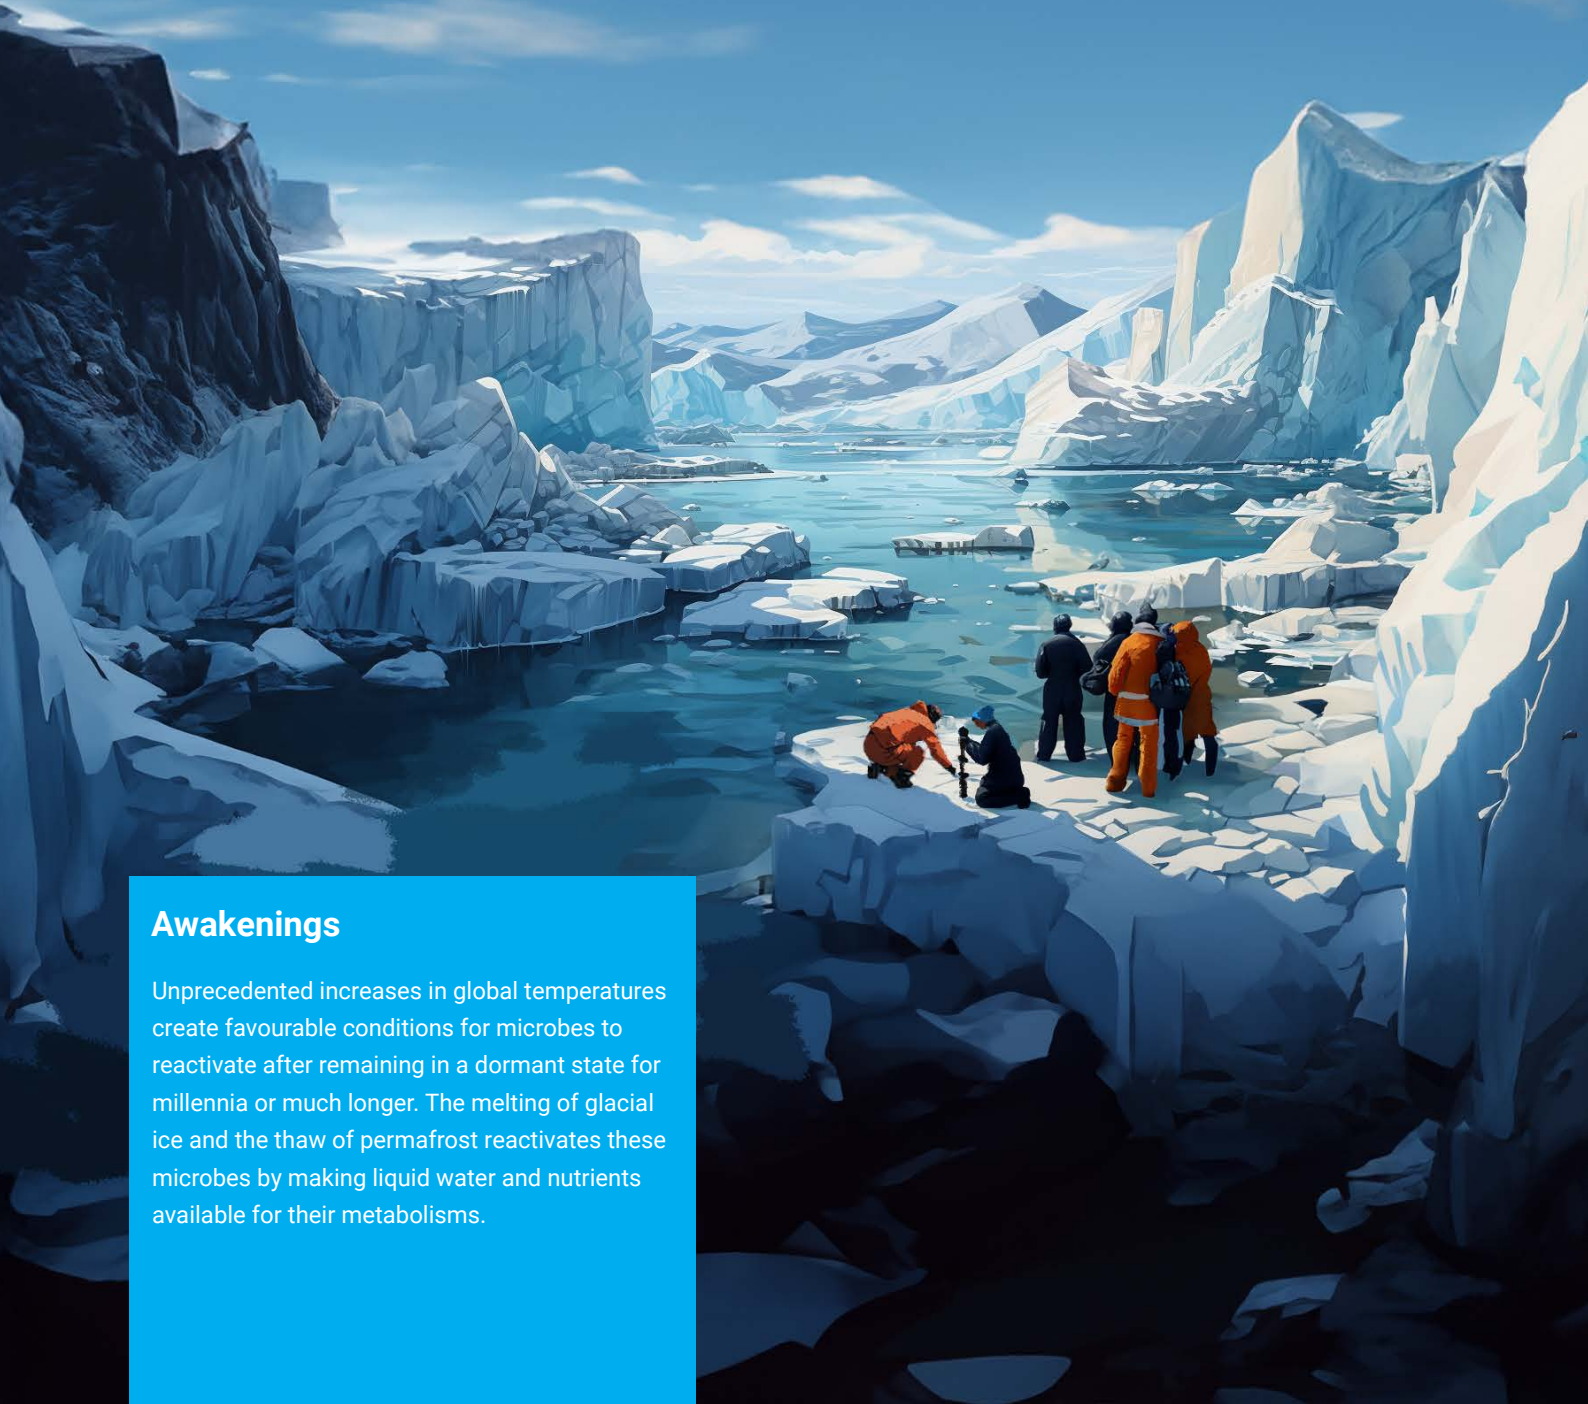 Awakenings
Unprecedented increases in global temperatures
create favourable conditions for microbes to
reactivate after remaining in a dormant state for
millennia or much longer. The melting of glacial
ice and the thaw of permafrost reactivates these
microbes by making liquid water and nutrients
available for their metabolisms.